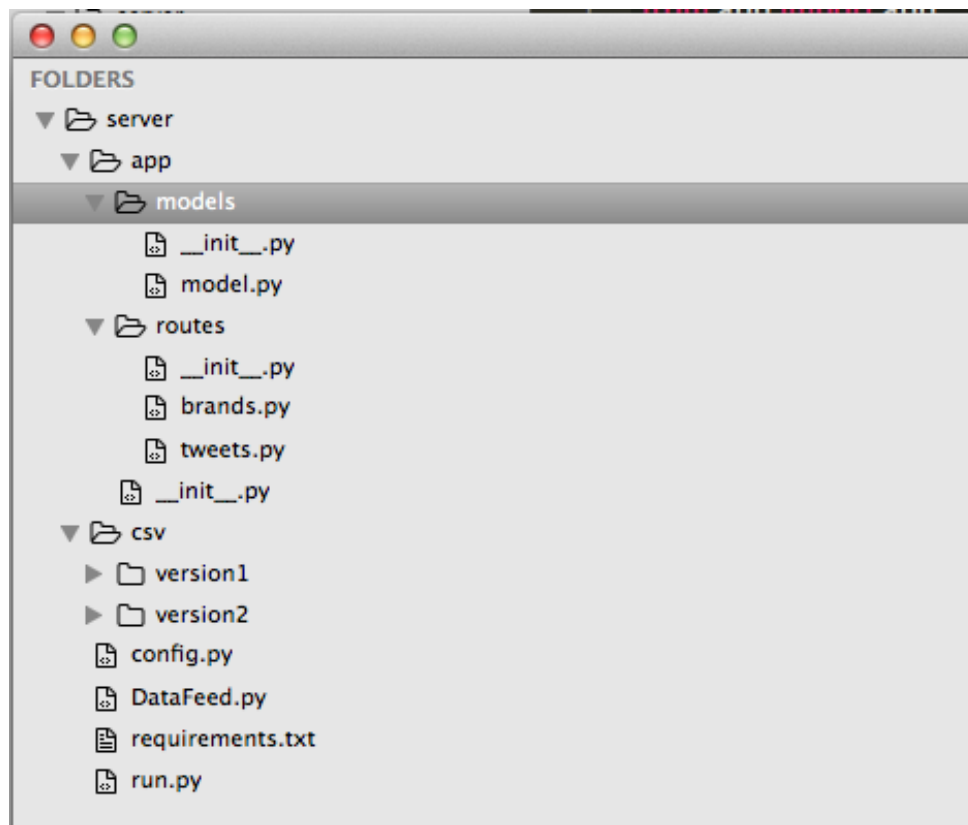 FOLDERS
server
app
models
__init__.py
model.py
routes
__init__.py
brands.py
tweets.py
__init__.py
csv
version1
version2
config.py
DataFeed.py
requirements.txt
run.py